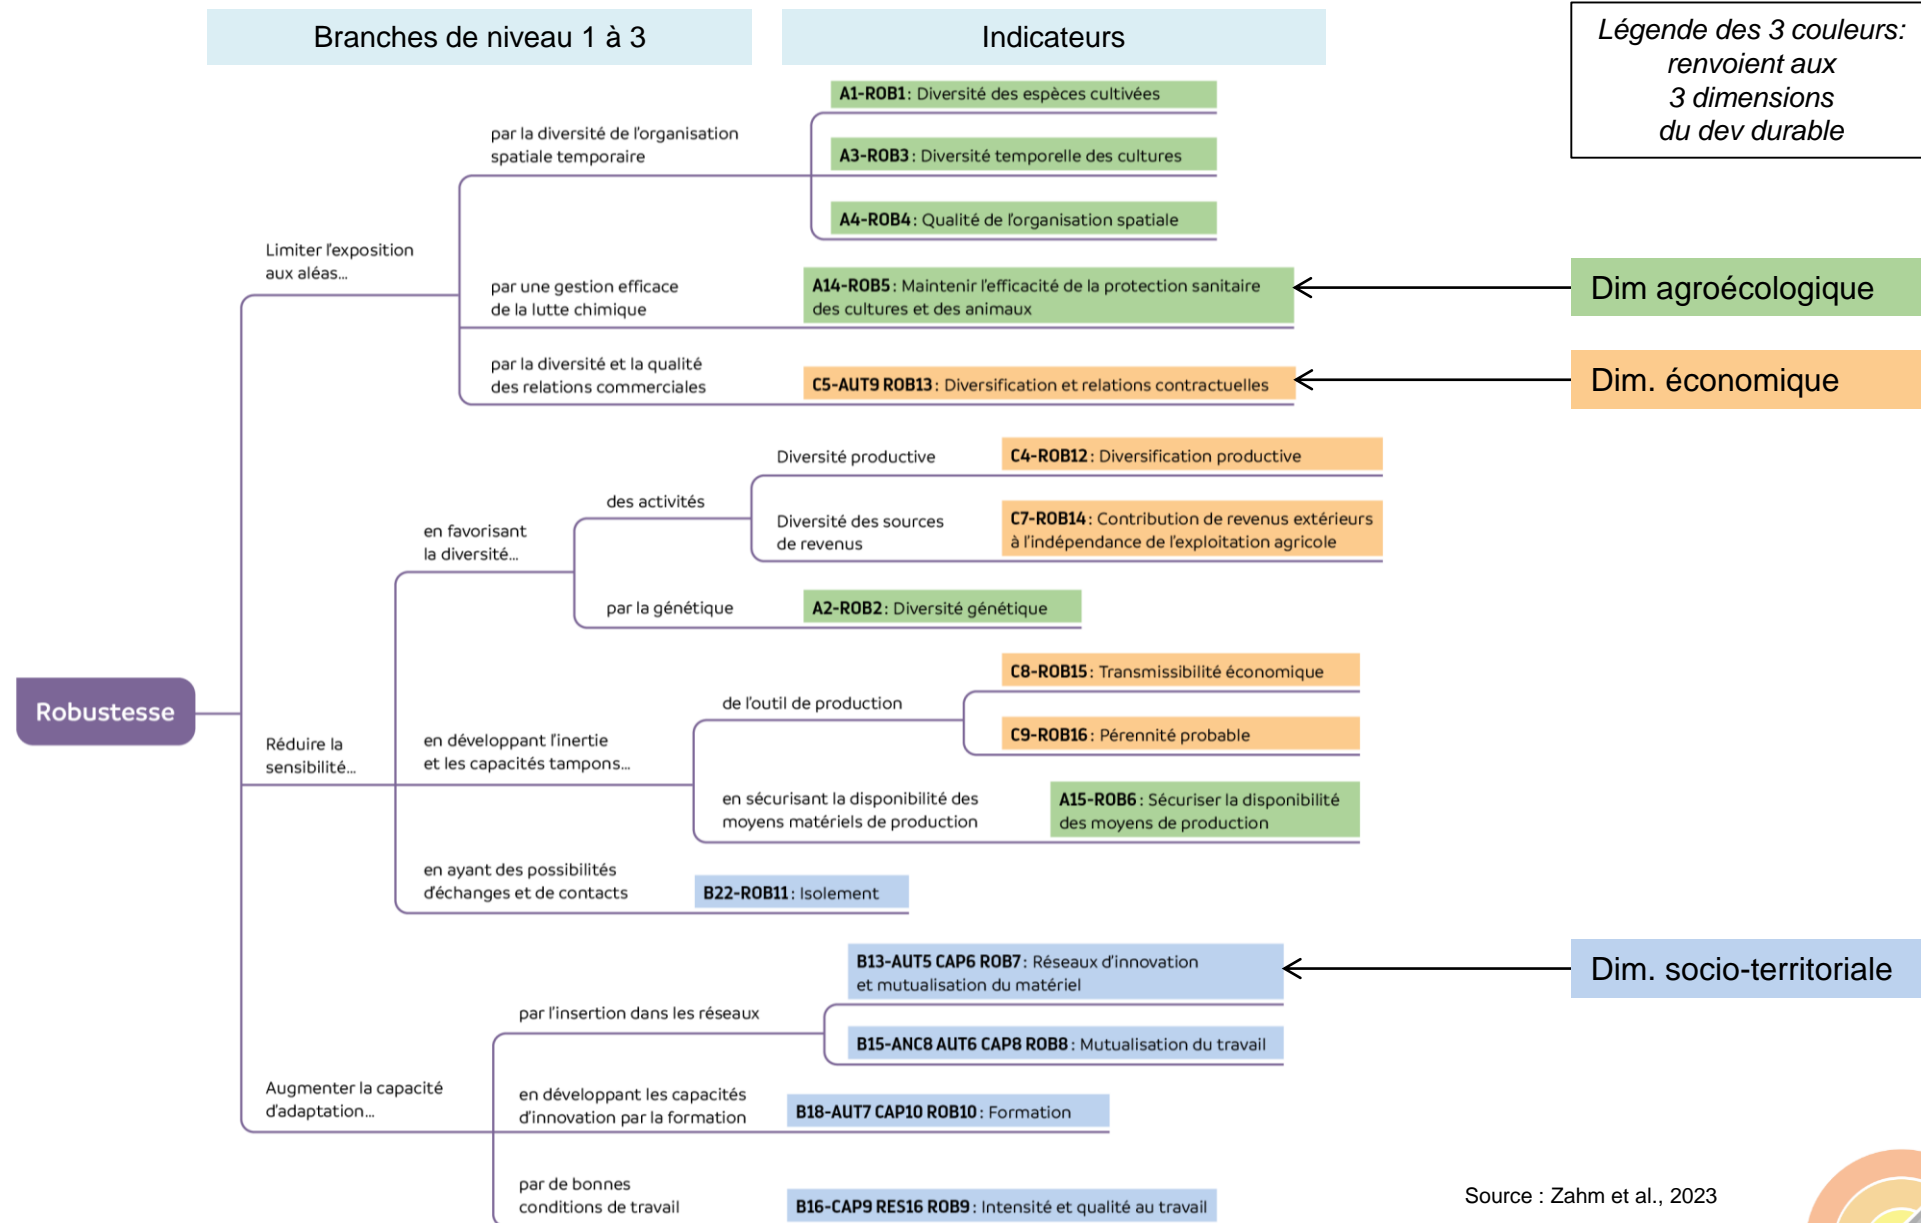 Branches de niveau 1 à 3
Indicateurs
Légende des 3 couleurs:
renvoient aux
3 dimensions
du dev durable
A1-ROB1 : Diversité des espèces cultivées
par la diversité de l'organisation
spatiale temporaire
A3-ROB3 : Diversité temporelle des cultures
A4-ROB4 : Qualité de l'organisation spatiale
Limiter l'exposition
aux aléas...
par une gestion efficace
de la lutte chimique
A14-ROB5 : Maintenir l'efficacité de la protection sanitaire
des cultures et des animaux
Dim agroécologique
par la diversité et la qualité
des relations commerciales
C5-AUT9 ROB13 : Diversification et relations contractuelles
Dim. économique
Diversité productive
C4-ROB12 : Diversification productive
des activités
en favorisant
la diversité...
Diversité des sources
de revenus
C7-ROB14 : Contribution de revenus extérieurs
à l'indépendance de l'exploitation agricole
par la génétique
A2-ROB2 : Diversité génétique
C8-ROB15 : Transmissibilité économique
de l'outil de production
Robustesse
C9-ROB16 : Pérennité probable
Réduire la
sensibilité...
en développant l'inertie
et les capacités tampons...
en sécurisant la disponibilité des
moyens matériels de production
A15-ROB6 : Sécuriser la disponibilité
des moyens de production
en ayant des possibilités
d'échanges et de contacts
B22-ROB11 : Isolement
B13-AUT5 CAP6 ROB7 : Réseaux d'innovation
et mutualisation du matériel
Dim. socio-territoriale
par l'insertion dans les réseaux
B15-ANC8 AUT6 CAP8 ROB8 : Mutualisation du travail
Augmenter la capacité
d'adaptation...
en développant les capacités
d'innovation par la formation
B18-AUT7 CAP10 ROB10 : Formation
par de bonnes
conditions de travail
B16-CAP9 RES16 ROB9 : Intensité et qualité au travail
Source : Zahm et al., 2023